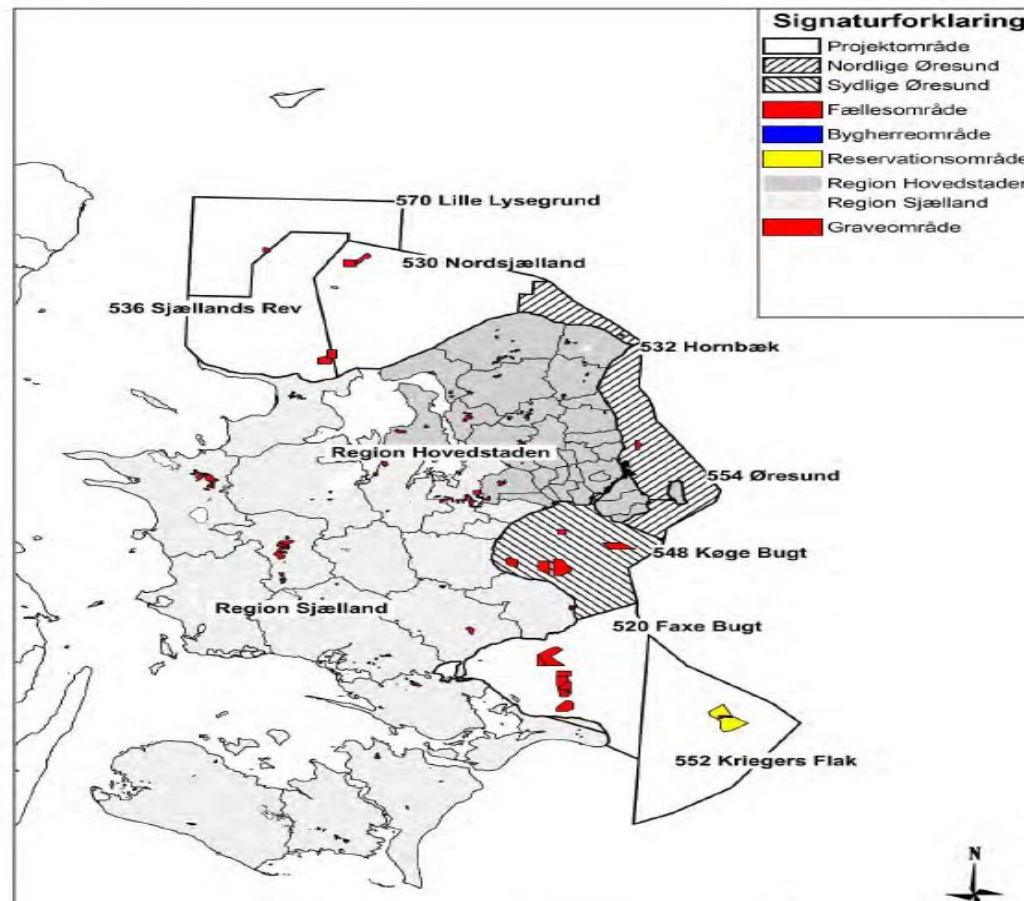 Signaturforklaring
Projektområde
Nordlige Øresund
Sydlige Øresund
Fællesområde
Bygherreområde
Reservationsområde
Region Hovedstaden
Region Sjælland
Graveområde
570 Lille Lysegrund
530 Nordsjælland
536 Sjællands Rev
532 Hornbæk
Region Hovedstaden
554 Øresund
548 Køge Bugt
Region Sjælland
520 Faxe Bugt
552 Kriegers Flak
N